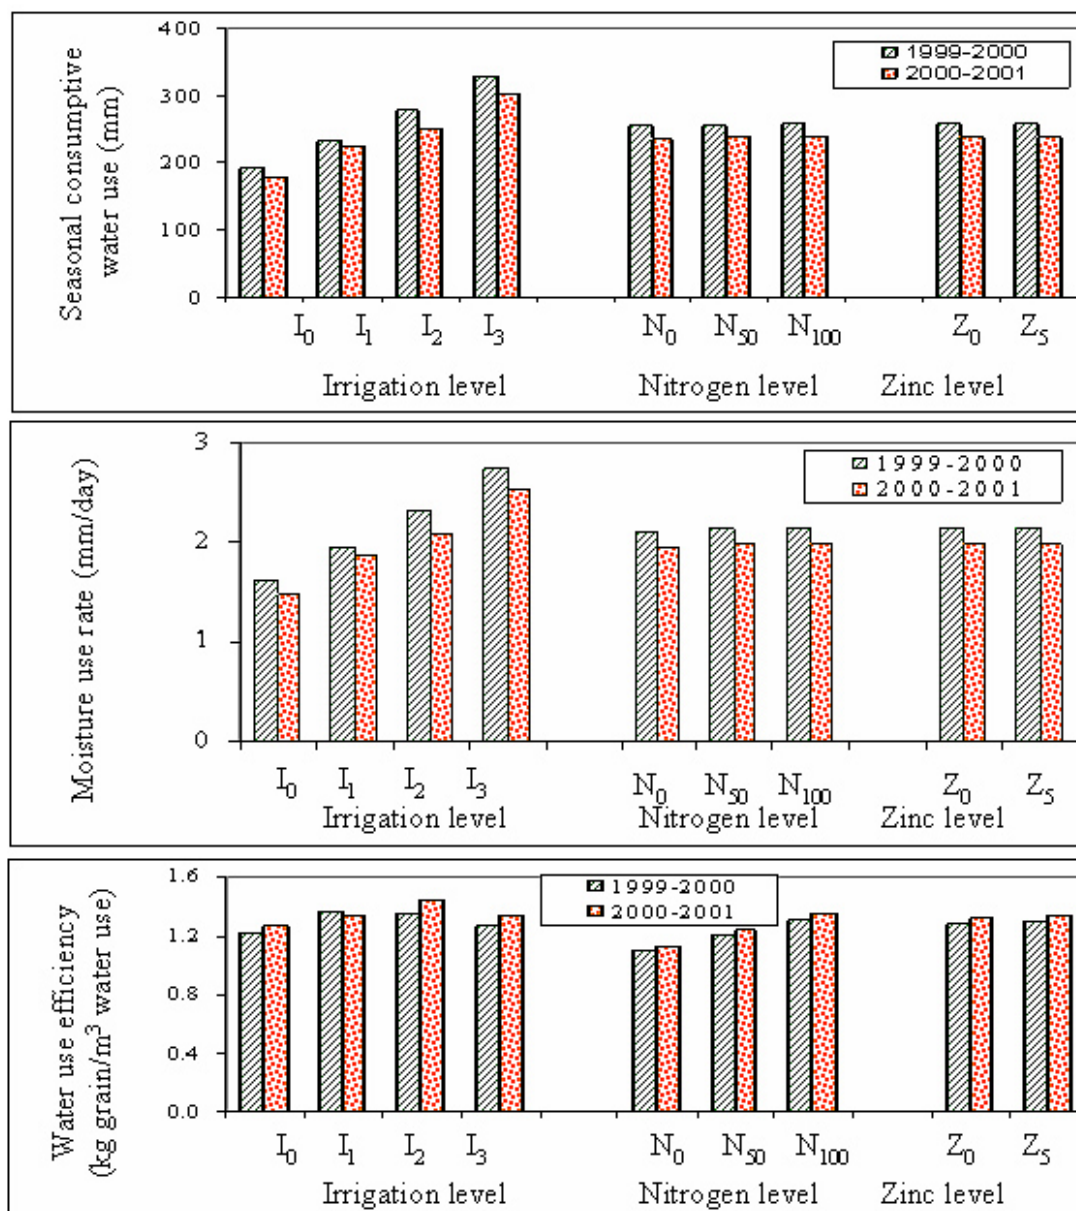 Seasonal consumptive
water use (mm)
400
300
200
100
0
1999-2000
2000-2001
I₀ I₁ I₂ I₃ N₀ N₅₀ N₁₀₀ Z₀ Z₅
Irrigation level Nitrogen level Zinc level
Moisture use rate (mm/day)
3
2
1
0
1999-2000
2000-2001
I₀ I₁ I₂ I₃ N₀ N₅₀ N₁₀₀ Z₀ Z₅
Irrigation level Nitrogen level Zinc level
Water use efficiency
(kg grain/m³ water use)
1.6
1.2
0.8
0.4
0.0
1999-2000
2000-2001
I₀ I₁ I₂ I₃ N₀ N₅₀ N₁₀₀ Z₀ Z₅
Irrigation level Nitrogen level Zinc level